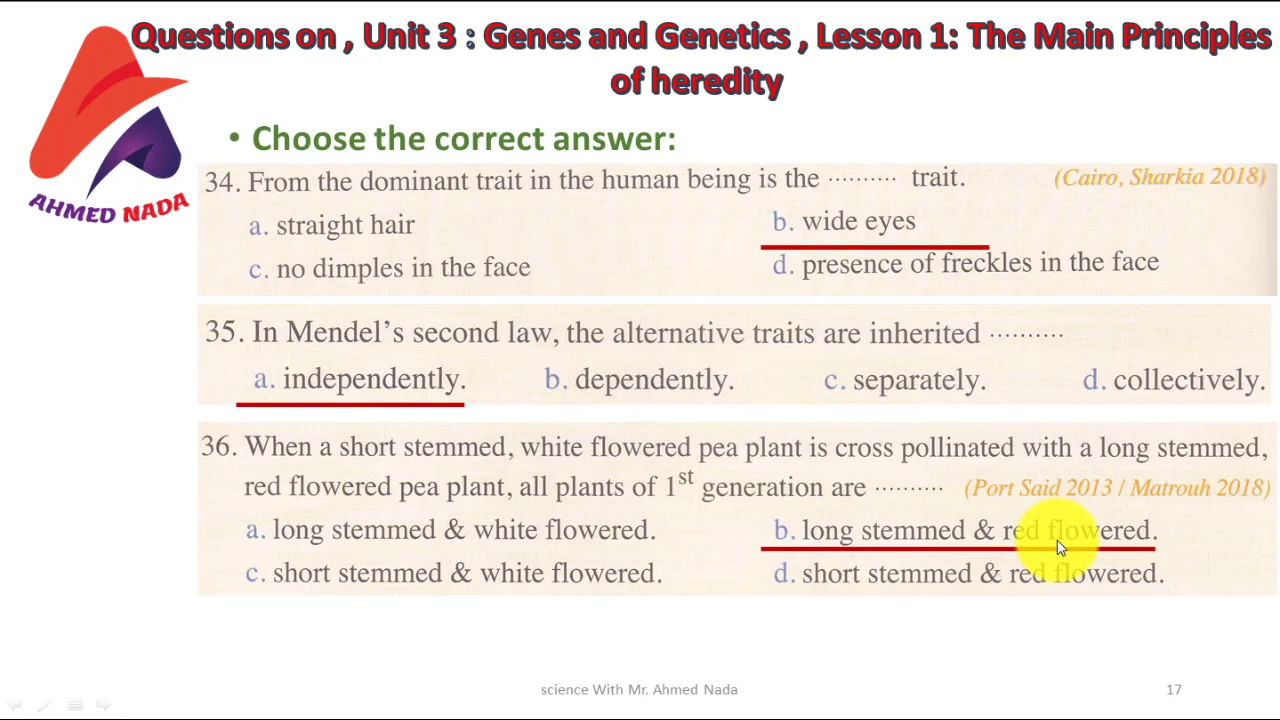 Questions on , Unit 3 : Genes and Genetics , Lesson 1: The Main Principles
of heredity
AHMED NADA
• Choose the correct answer:
34. From the dominant trait in the human being is the .......... trait. (Cairo, Sharkia 2018)
a. straight hair b. wide eyes
c. no dimples in the face d. presence of freckles in the face
35. In Mendel's second law, the alternative traits are inherited ..........
a. independently. b. dependently. c. separately. d. collectively.
36. When a short stemmed, white flowered pea plant is cross pollinated with a long stemmed,
red flowered pea plant, all plants of 1st generation are .......... (Port Said 2013 / Matrouh 2018)
a. long stemmed & white flowered. b. long stemmed & red flowered.
c. short stemmed & white flowered. d. short stemmed & red flowered.
science With Mr. Ahmed Nada 17